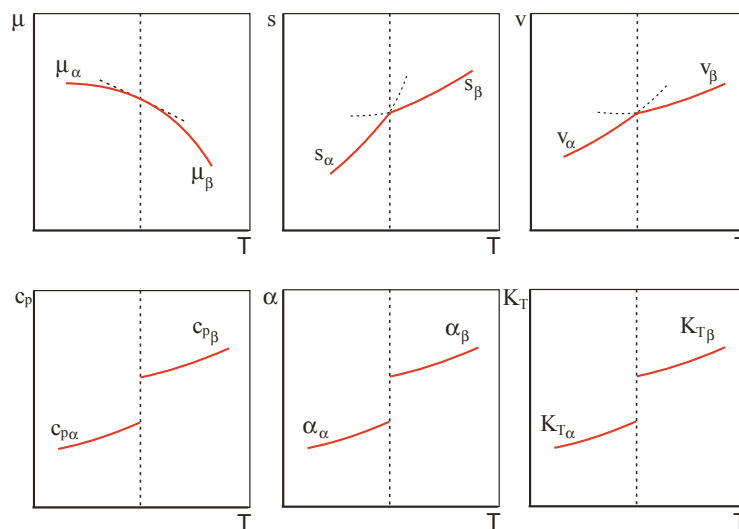 μ s v
μα sβ vβ
μβ sα vα
T T T
cp α KT
cpβ αβ KTβ
cpα αα KTα
T T T